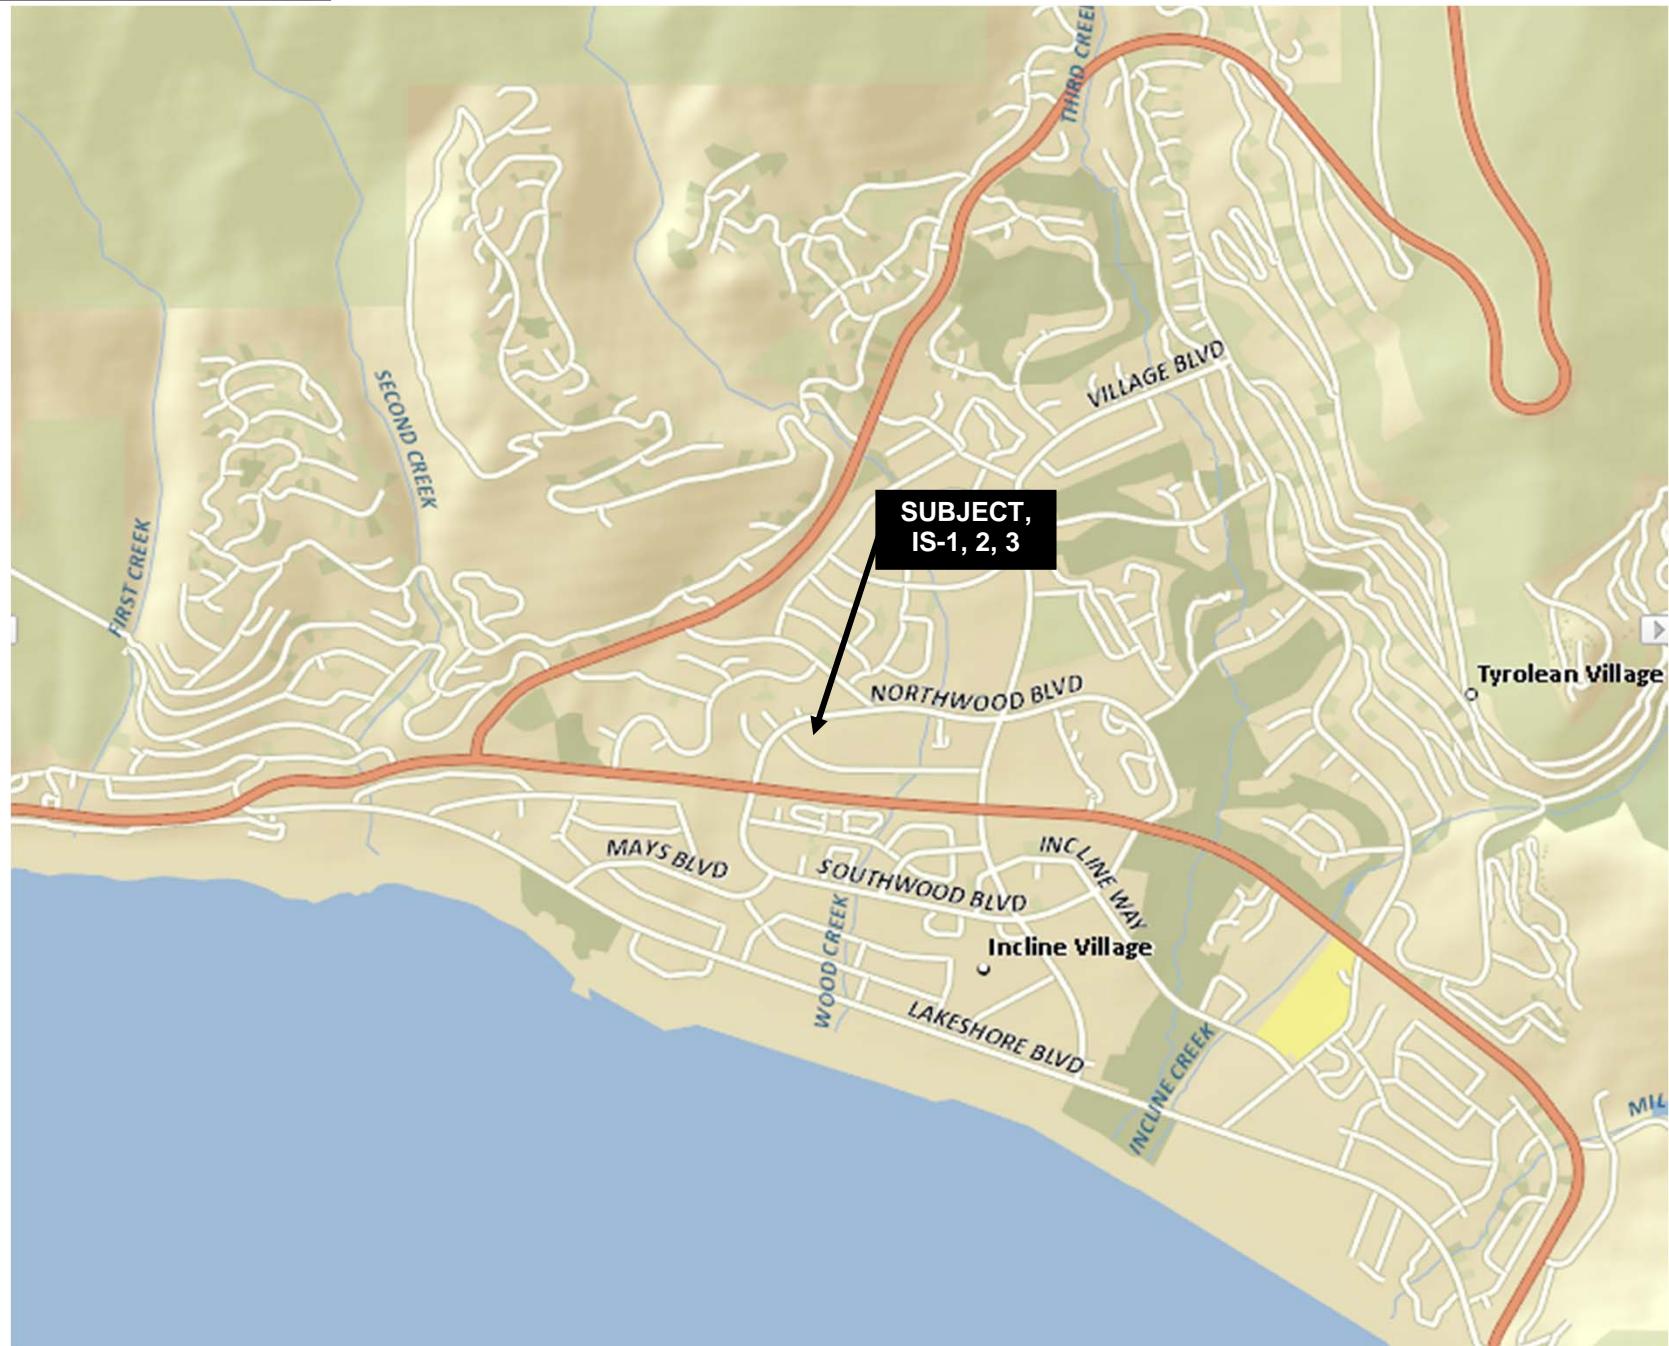 THIRD CREEK
VILLAGE BLVD
SECOND CREEK
FIRST CREEK
SUBJECT,
IS-1, 2, 3
Tyrolean Village
NORTHWOOD BLVD
MAYS BLVD
SOUTHWOOD BLVD
INCLINE WAY
WOOD CREEK
Incline Village
LAKESHORE BLVD
INCLINE CREEK
MIL